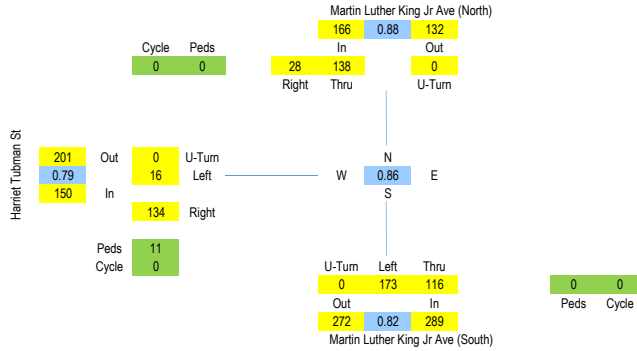 Martin Luther King Jr Ave (North)
166 0.88 132
Cycle Peds In Out
0 0 28 138 0
Right Thru U-Turn
Harriet Tubman St
201 Out 0 U-Turn N
0.79 16 Left W 0.86 E
150 In S
134 Right
Peds 11
Cycle 0
U-Turn Left Thru
0 173 116 0 0
Out In Peds Cycle
272 0.82 289
Martin Luther King Jr Ave (South)